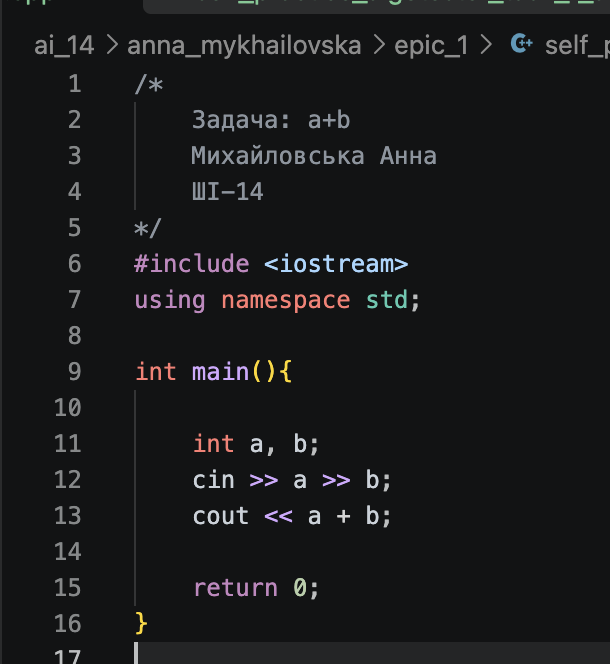 ai_14 > anna_mykhailovska > epic_1 > self_
1 /*
2 Задача: a+b
3 Михайловська Анна
4 ШІ-14
5 */
6 #include <iostream>
7 using namespace std;
8
9 int main(){
10
11 int a, b;
12 cin >> a >> b;
13 cout << a + b;
14
15 return 0;
16 }
17